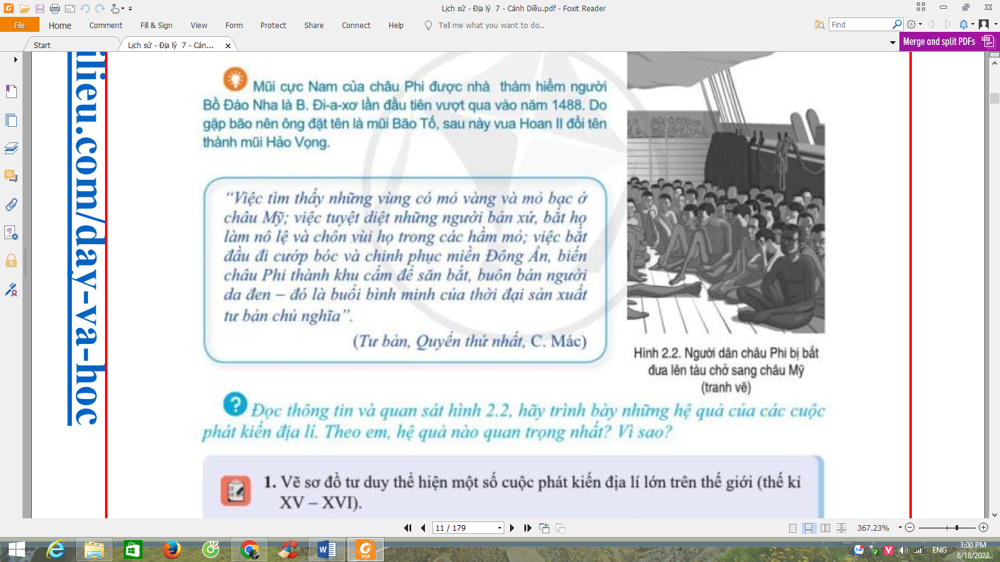 Lịch sử - Địa lý 7 - Cánh Diều.pdf - Foxit Reader
File Home Comment Fill & Sign View Form Protect Share Connect Help Tell me what you want to do.. Find
Start Lịch sử - Địa lý 7 - Cán... Merge and split PDFs
ilieu.com/day-va-hoc
Mũi cực Nam của châu Phi được nhà thám hiểm người
Bồ Đào Nha là B. Đi-a-xơ lần đầu tiên vượt qua vào năm 1488. Do
gặp bão nên ông đặt tên là mũi Bão Tố, sau này vua Hoan II đổi tên
thành mũi Hảo Vọng.
“Việc tìm thấy những vùng có mỏ vàng và mỏ bạc ở
châu Mỹ; việc tuyệt diệt những người bản xứ, bắt họ
làm nô lệ và chôn vùi họ trong các hầm mỏ; việc bắt
đầu đi cướp bóc và chinh phục miền Đông Ấn, biến
châu Phi thành khu cấm để săn bắt, buôn bán người
da đen – đó là buổi bình minh của thời đại sản xuất
tư bản chủ nghĩa”.
(Tư bản, Quyển thứ nhất, C. Mác)
Hình 2.2. Người dân châu Phi bị bắt
đưa lên tàu chở sang châu Mỹ
(tranh vẽ)
? Đọc thông tin và quan sát hình 2.2, hãy trình bày những hệ quả của các cuộc
phát kiến địa lí. Theo em, hệ quả nào quan trọng nhất? Vì sao?
1. Vẽ sơ đồ tư duy thể hiện một số cuộc phát kiến địa lí lớn trên thế giới (thế kỉ
XV – XVI).
11 / 179 367.23%
ENG 3:00 PM
6/18/2022